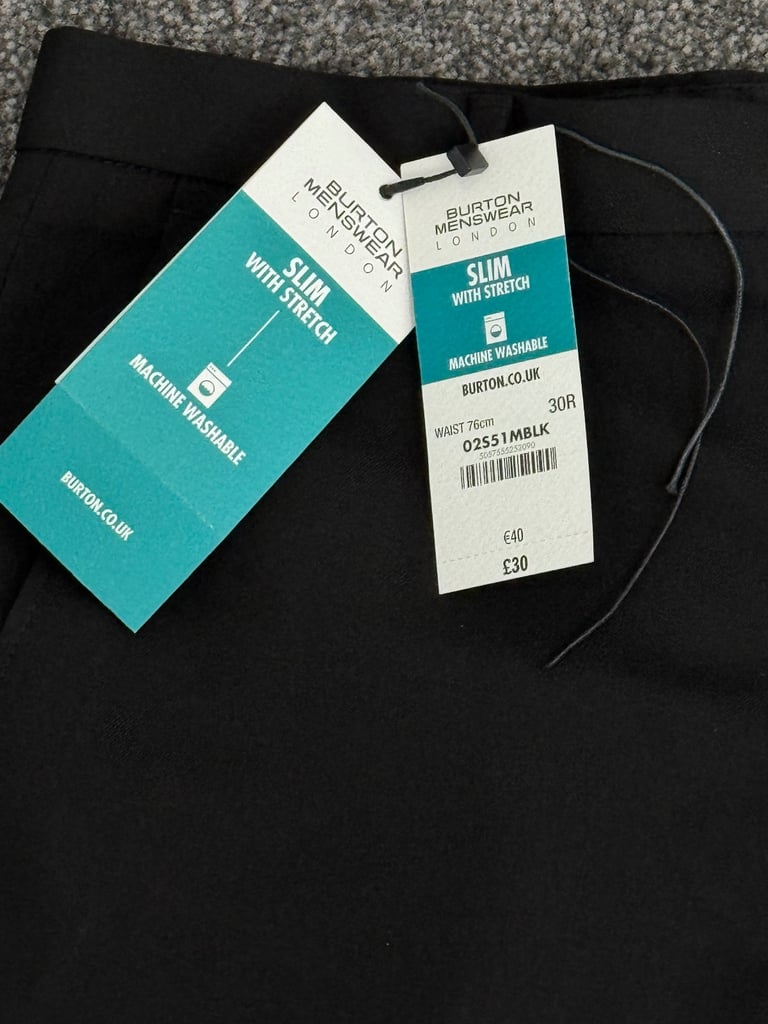 BURTON
MENSWEAR
LONDON
SLIM
WITH STRETCH
MACHINE WASHABLE
BURTON.CO.UK
BURTON
MENSWEAR
LONDON
SLIM
WITH STRETCH
MACHINE WASHABLE
BURTON.CO.UK
30R
WAIST 76cm
02S51MBLK
€40
£30